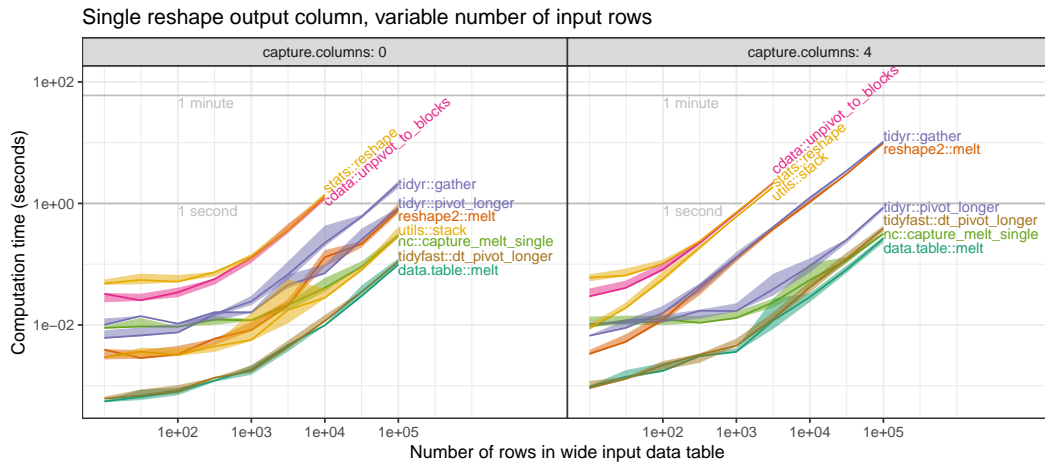 Single reshape output column, variable number of input rows
capture.columns: 0
capture.columns: 4
Computation time (seconds)
1e+02
1e+00
1e−02
1 minute
1 second
stats::reshape
cdata::unpivot_to_blocks
tidyr::gather
tidyr::pivot_longer
reshape2::melt
utils::stack
nc::capture_melt_single
tidyfast::dt_pivot_longer
data.table::melt
1 minute
1 second
cdata::unpivot_to_blocks
stats::reshape
utils::stack
tidyr::gather
reshape2::melt
tidyr::pivot_longer
tidyfast::dt_pivot_longer
nc::capture_melt_single
data.table::melt
1e+02 1e+03 1e+04 1e+05
1e+02 1e+03 1e+04 1e+05
Number of rows in wide input data table